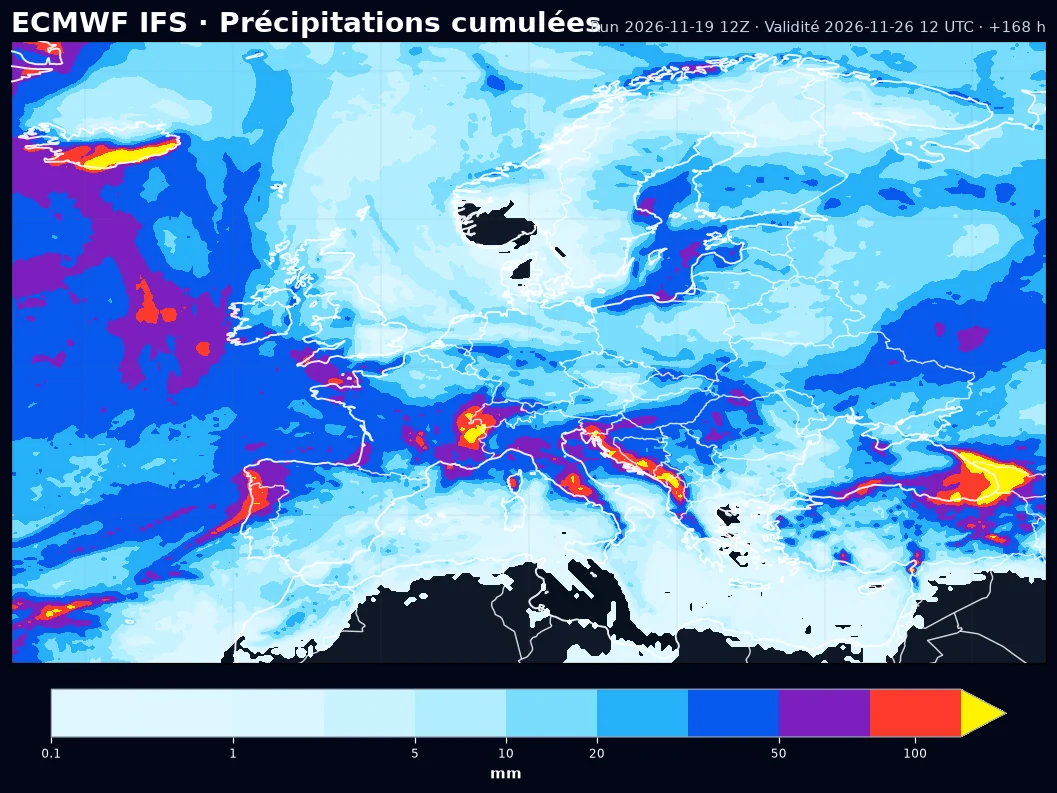 ECMWF IFS · Précipitations cumulées
Run 2026-11-19 12Z · Validité 2026-11-26 12 UTC · +168 h
0.1 1 5 10 20 50 100
mm